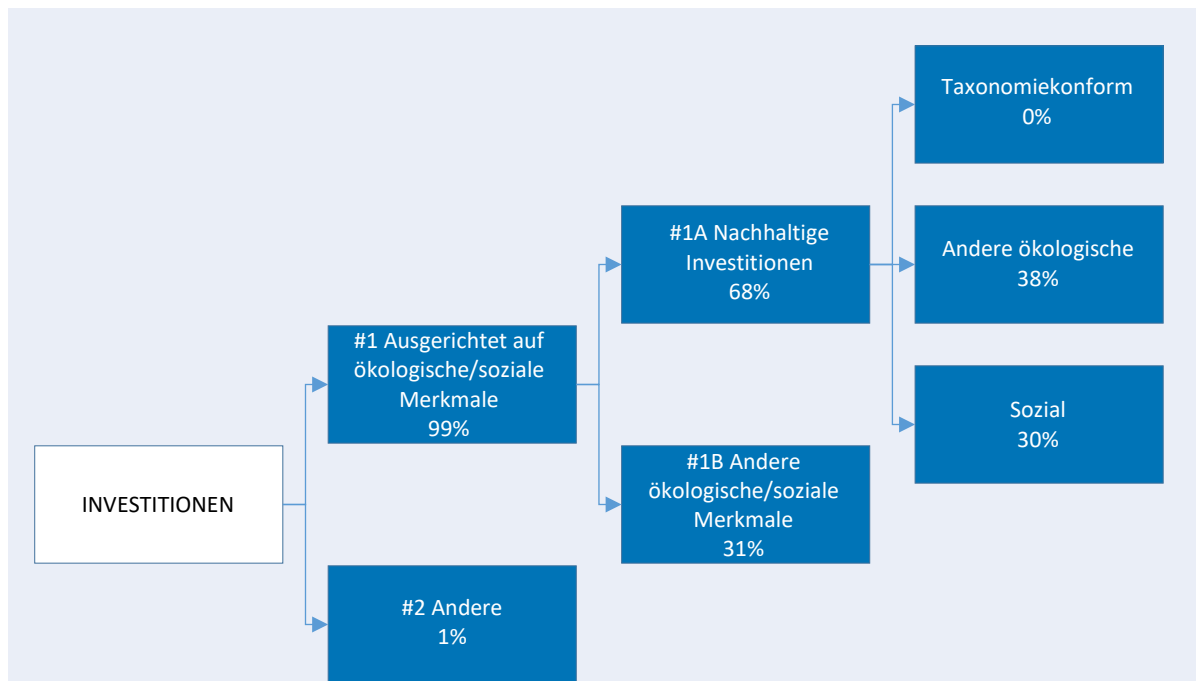 INVESTITIONEN
#1 Ausgerichtet auf
ökologische/soziale
Merkmale
99%
#2 Andere
1%
#1A Nachhaltige
Investitionen
68%
#1B Andere
ökologische/soziale
Merkmale
31%
Taxonomiekonform
0%
Andere ökologische
38%
Sozial
30%